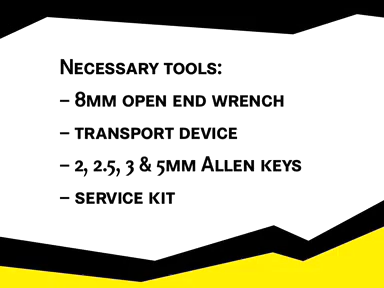 Necessary tools:
– 8mm open end wrench
– transport device
– 2, 2.5, 3 & 5mm Allen keys
– service kit